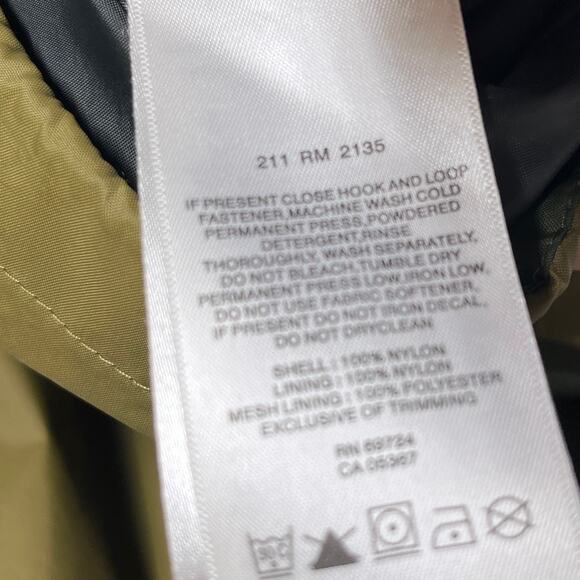 211 RM 2135
IF PRESENT CLOSE HOOK AND LOOP
FASTENER,MACHINE WASH COLD
PERMANENT PRESS,POWDERED
DETERGENT,RINSE
THOROUGHLY,WASH SEPARATELY,
DO NOT BLEACH,TUMBLE DRY
PERMANENT PRESS LOW,IRON LOW,
DO NOT USE FABRIC SOFTENER,
IF PRESENT DO NOT IRON DECAL,
DO NOT DRYCLEAN
SHELL : 100% NYLON
LINING : 100% NYLON
MESH LINING : 100% POLYESTER
EXCLUSIVE OF TRIMMING
RN 69724
CA 05367
30°C